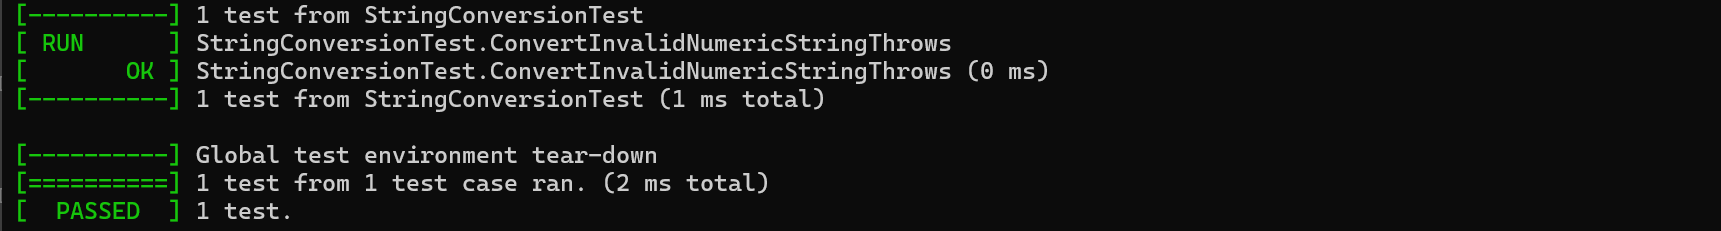 [----------] 1 test from StringConversionTest
[ RUN      ] StringConversionTest.ConvertInvalidNumericStringThrows
[       OK ] StringConversionTest.ConvertInvalidNumericStringThrows (0 ms)
[----------] 1 test from StringConversionTest (1 ms total)

[----------] Global test environment tear-down
[==========] 1 test from 1 test case ran. (2 ms total)
[  PASSED  ] 1 test.